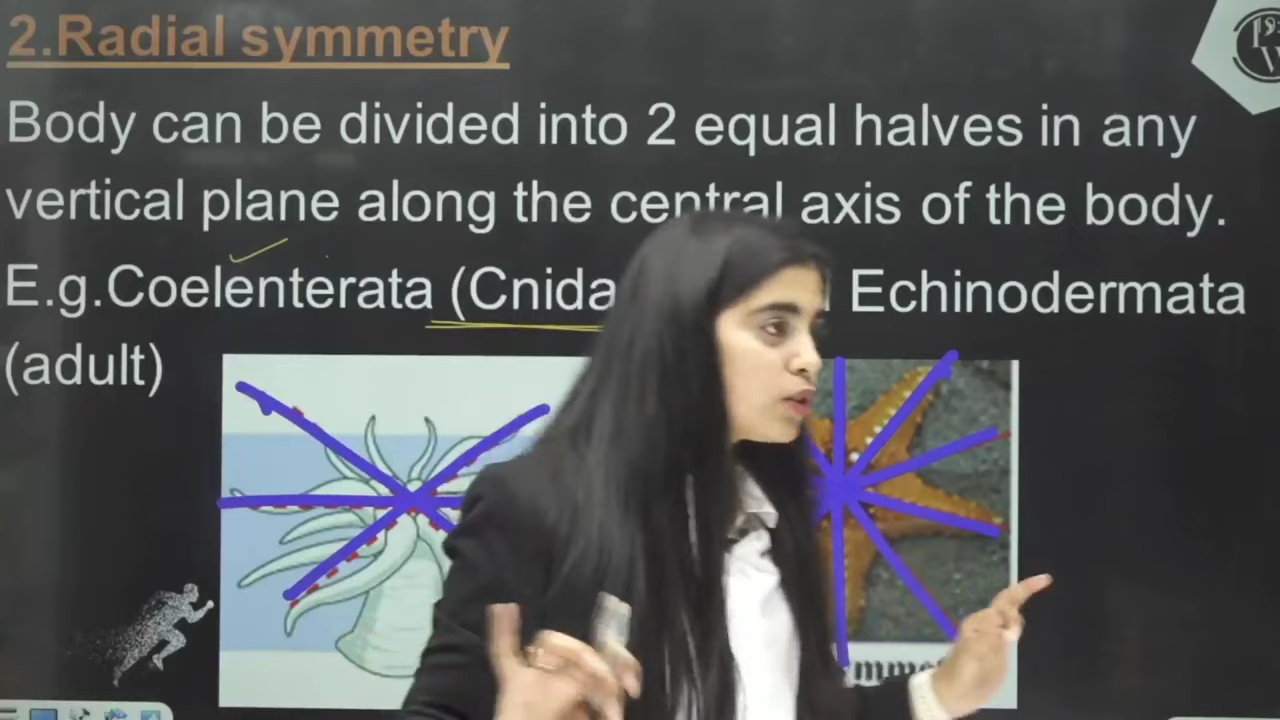 2.Radial symmetry
Body can be divided into 2 equal halves in any
vertical plane along the central axis of the body.
E.g.Coelenterata (Cnida Echinodermata
(adult)